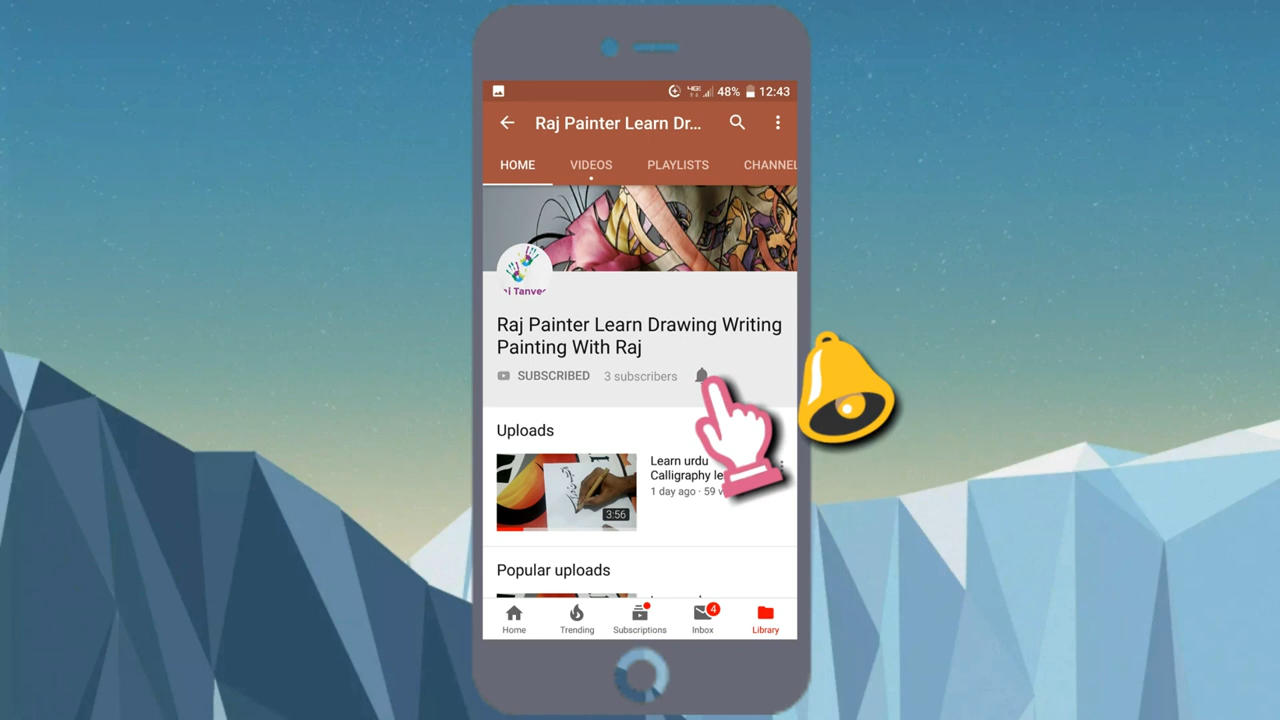 4G 48% 12:43
Raj Painter Learn Dr...
HOME VIDEOS PLAYLISTS CHANNEL
Raj Painter Learn Drawing Writing
Painting With Raj
SUBSCRIBED 3 subscribers
Uploads
Learn urdu
Calligraphy le
1 day ago · 59 v
3:56
Popular uploads
Home Trending Subscriptions Inbox 4 Library